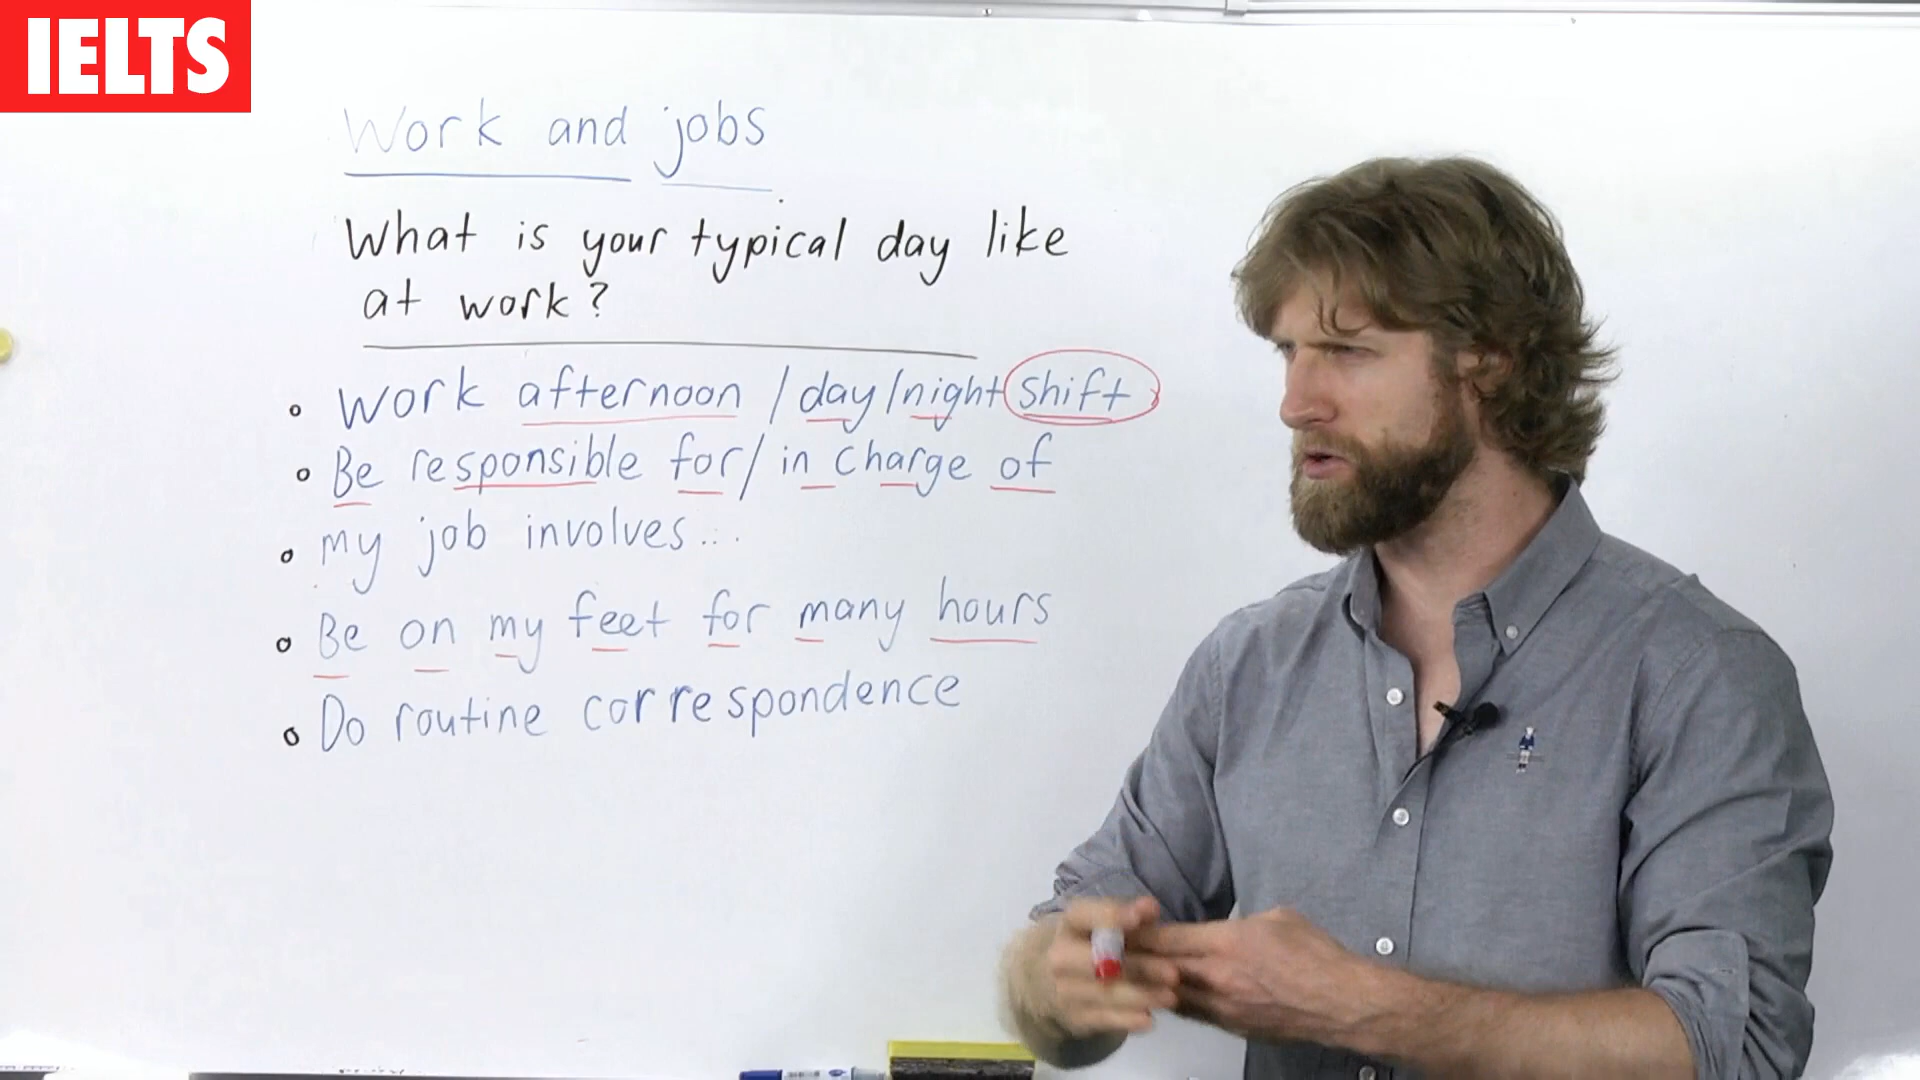 IELTS
Work and jobs
What is your typical day like
at work?
work afternoon / day / night shift
Be responsible for / in charge of
my job involves...
Be on my feet for many hours
Do routine correspondence